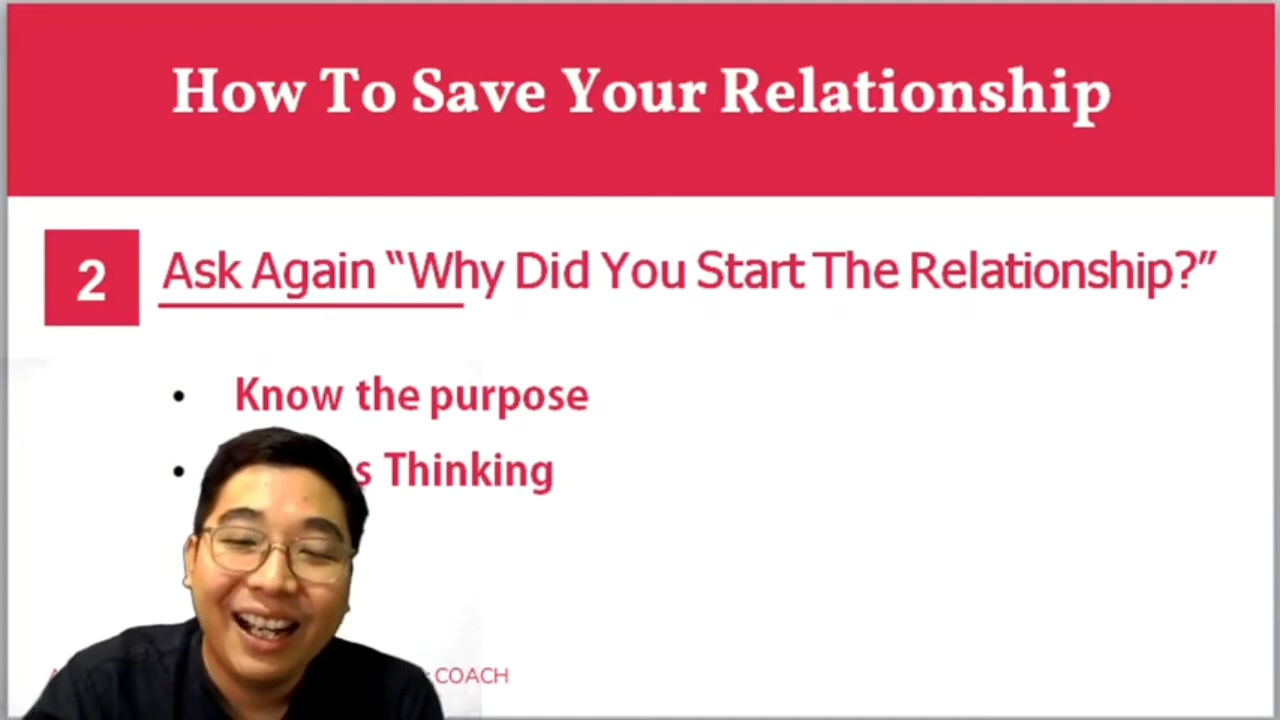 How To Save Your Relationship
2
Ask Again “Why Did You Start The Relationship?”
Know the purpose
Thinking
COACH